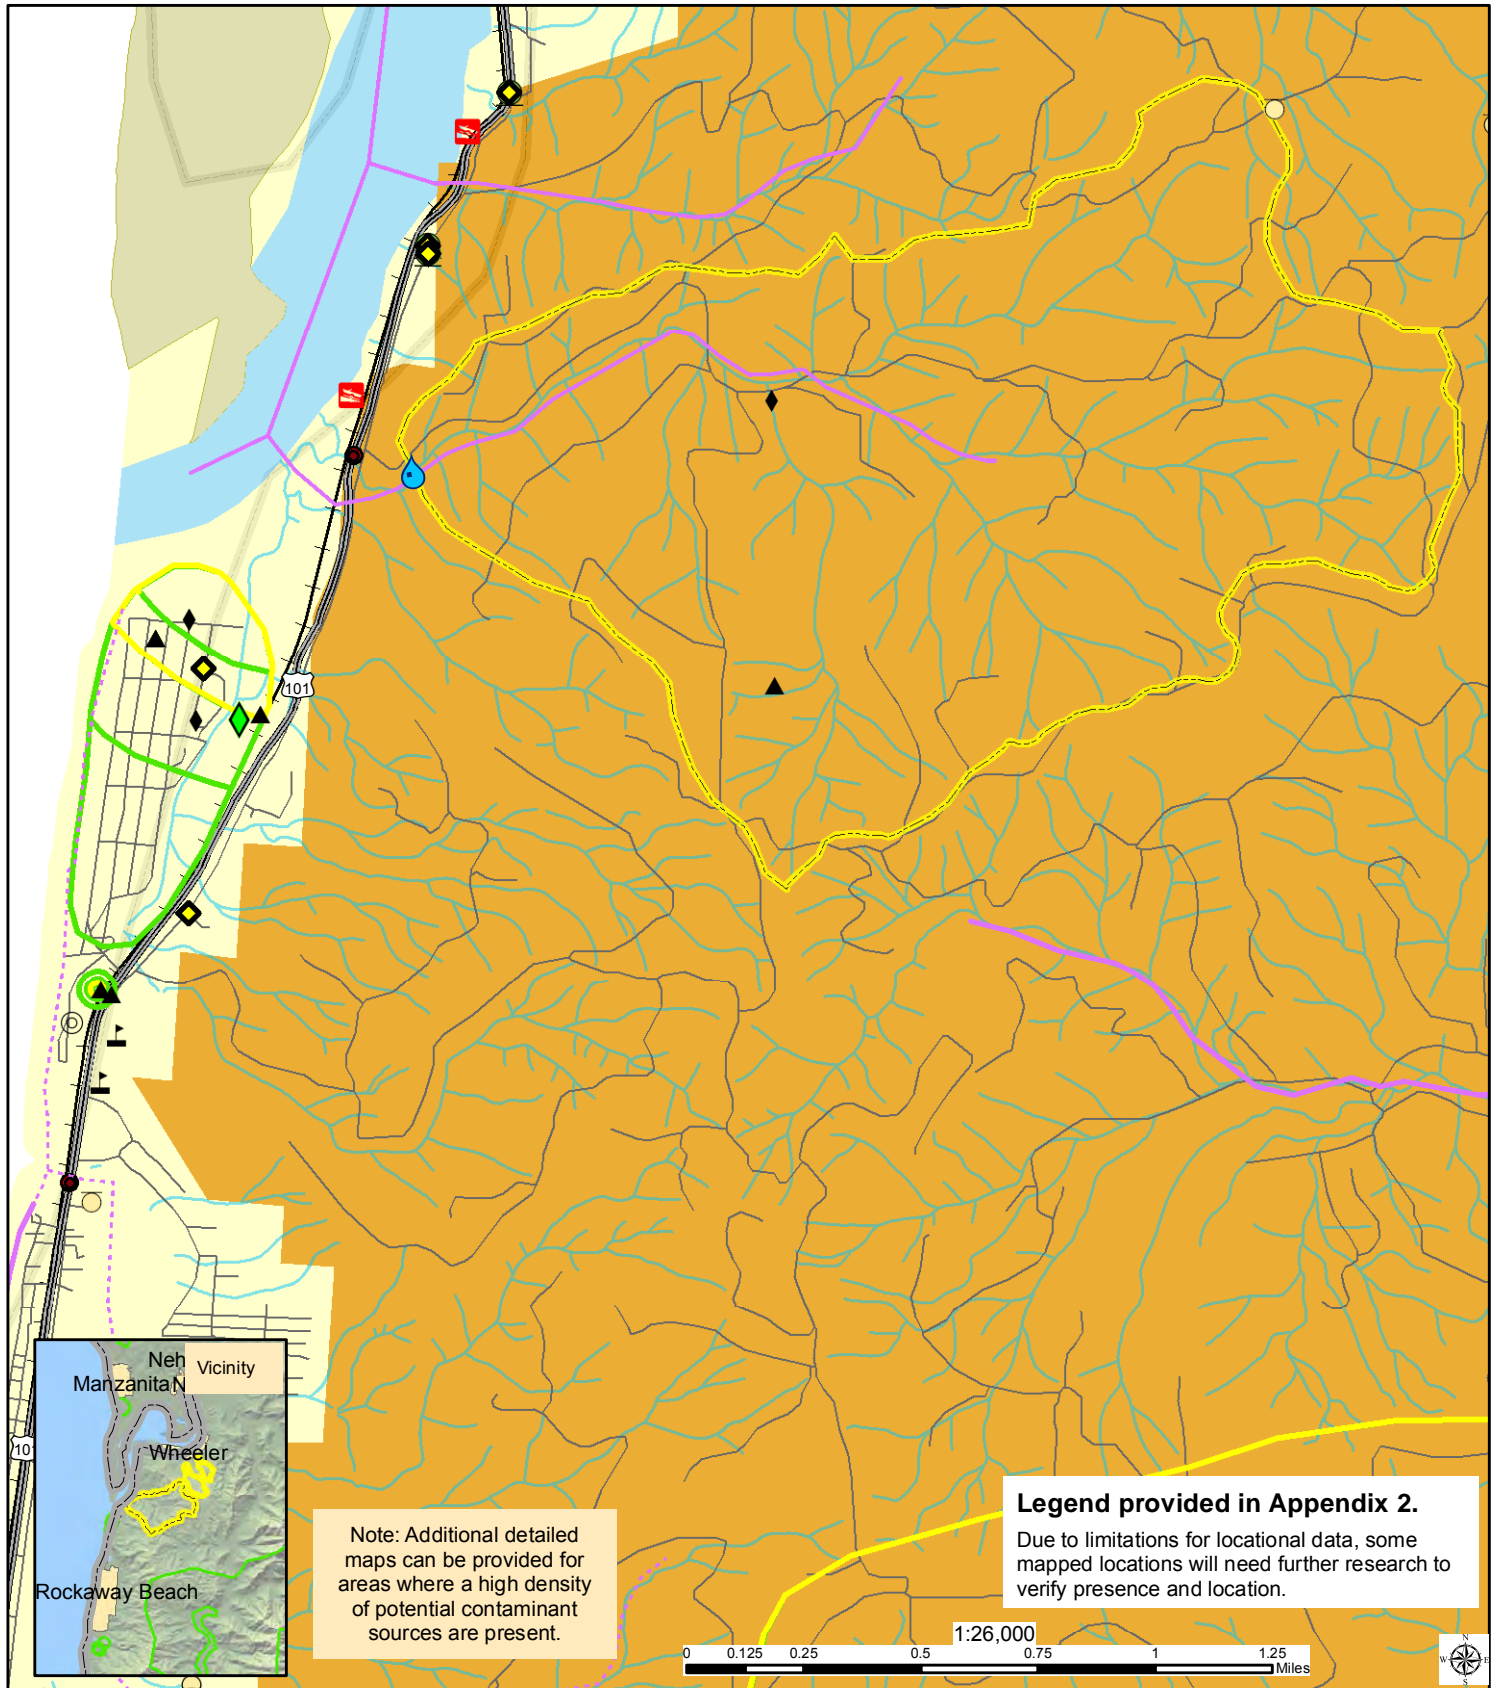 101
101
Neh
Vicinity
Manzanita N
Wheeler
Rockaway Beach
Note: Additional detailed
maps can be provided for
areas where a high density
of potential contaminant
sources are present.
Legend provided in Appendix 2.
Due to limitations for locational data, some
mapped locations will need further research to
verify presence and location.
1:26,000
0 0.125 0.25 0.5 0.75 1 1.25
Miles
N
W E
S